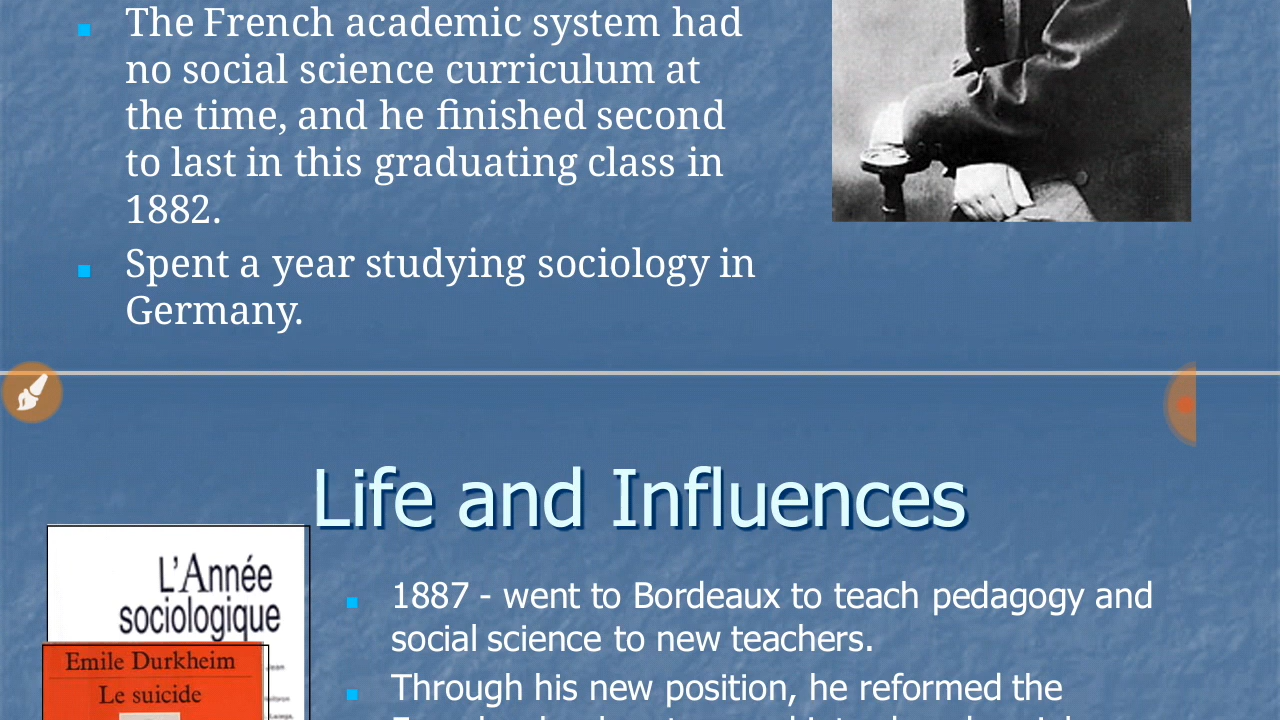 The French academic system had
no social science curriculum at
the time, and he finished second
to last in this graduating class in
1882.
Spent a year studying sociology in
Germany.
Life and Influences
L'Année
sociologique
Emile Durkheim
Le suicide
1887 - went to Bordeaux to teach pedagogy and
social science to new teachers.
Through his new position, he reformed the